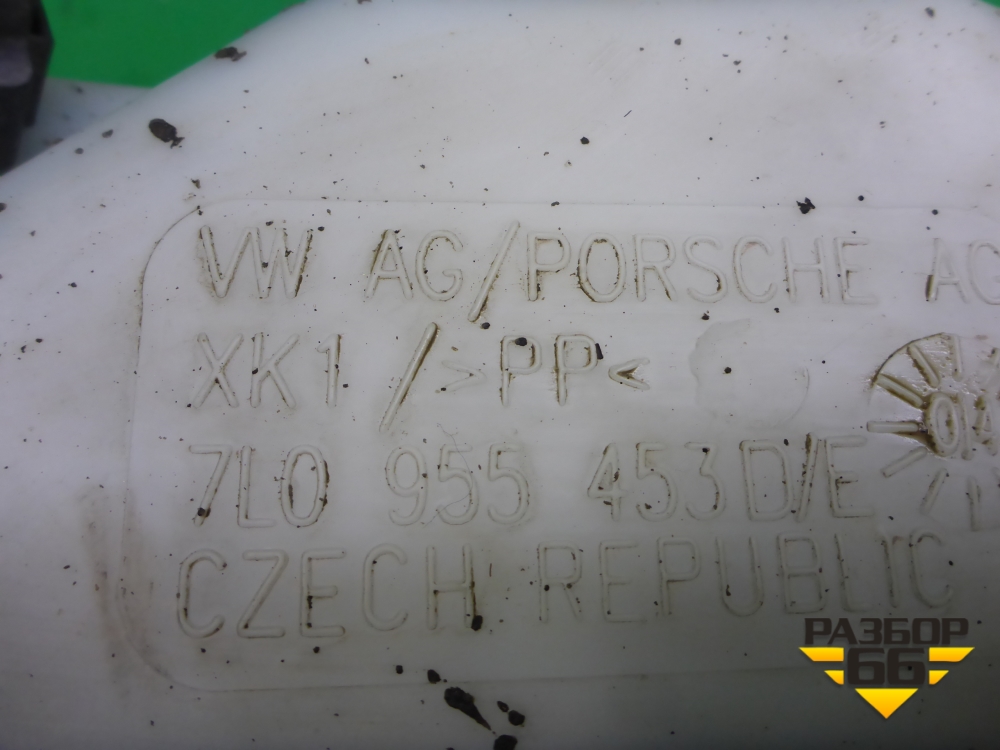 VW AG/PORSCHE AG
XK1 / >PP<
7L0 955 453D/E
CZECH REPUBLIC
РАЗБОР
66